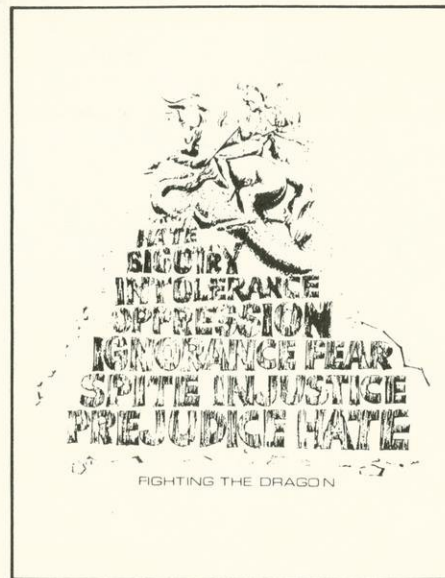 HATE
BIGOTRY
INTOLERANCE
OPPRESSION
IGNORANCE FEAR
SPITE INJUSTICE
PREJUDICE HATE
FIGHTING THE DRAGON